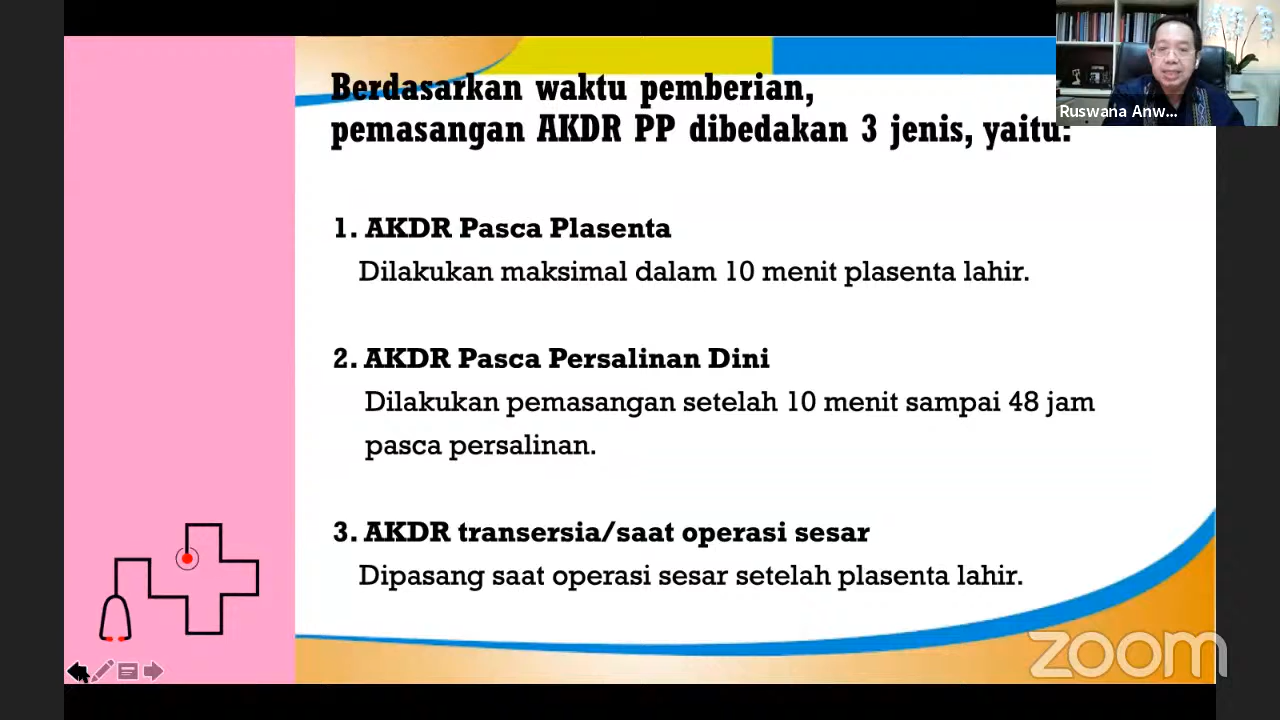 Berdasarkan waktu pemberian,
pemasangan AKDR PP dibedakan 3 jenis, yaitu:
Ruswana Anw...
1. AKDR Pasca Plasenta
Dilakukan maksimal dalam 10 menit plasenta lahir.
2. AKDR Pasca Persalinan Dini
Dilakukan pemasangan setelah 10 menit sampai 48 jam
pasca persalinan.
3. AKDR transersia/saat operasi sesar
Dipasang saat operasi sesar setelah plasenta lahir.
zoom